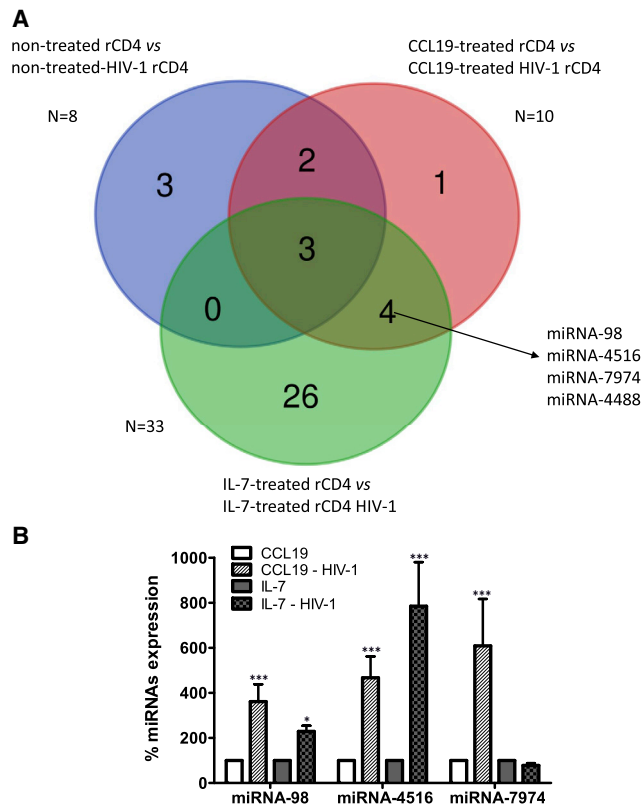 A
non-treated rCD4 vs
non-treated-HIV-1 rCD4
CCL19-treated rCD4 vs
CCL19-treated HIV-1 rCD4
N=8
N=10
3
2
1
3
0
4
miRNA-98
miRNA-4516
miRNA-7974
miRNA-4488
26
N=33
IL-7-treated rCD4 vs
IL-7-treated rCD4 HIV-1
B
% miRNAs expression
1000
800
600
400
200
0
CCL19
CCL19 - HIV-1
IL-7
IL-7 - HIV-1
***
*
***
***
***
miRNA-98
miRNA-4516
miRNA-7974